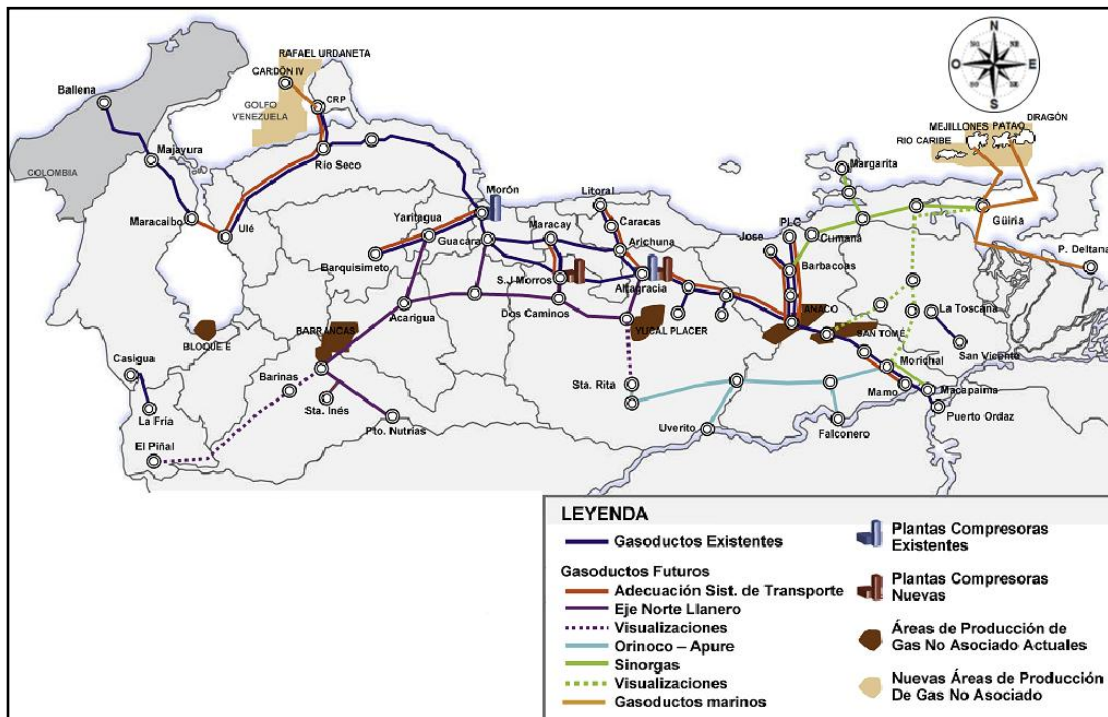 RAFAEL URDANETA
CARDÓN IV
Ballena
CRP
GOLFO
VENEZUELA
N
NO
NE
O
E
SO
SE
S
DRAGÓN
MEJILLONES PATAO
RIO CARIBE
Majayura
COLOMBIA
Río Seco
Margarita
Maracaibo
Ulé
Morón
Litoral
Yaritagua
Guacara
Maracay
Caracas
Arichuna
Jose
PLC
Cumaná
Güiria
P. Deltana
Barquisimeto
S.J Morros
Altagracia
Barbacoas
Acarigua
Dos Caminos
YUCAL PLACER
ANACO
SAN TOMÉ
La Toscana
BLOQUE E
BARRANCAS
Casigua
Barinas
Sta. Rita
Morichal
San Vicente
La Fría
Sta. Inés
Mamo
Macapaima
El Piñal
Pto. Nutrias
Uverito
Falconero
Puerto Ordaz
LEYENDA
Gasoductos Existentes
Gasoductos Futuros
Adecuación Sist. de Transporte
Eje Norte Llanero
Visualizaciones
Orinoco – Apure
Sinorgas
Visualizaciones
Gasoductos marinos
Plantas Compresoras
Existentes
Plantas Compresoras
Nuevas
Áreas de Producción de
Gas No Asociado Actuales
Nuevas Áreas de Producción
De Gas No Asociado